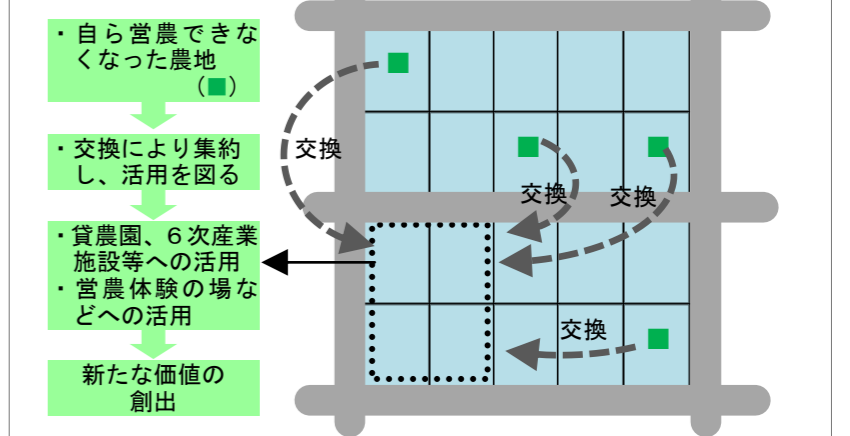 ・自ら営農できな
くなった農地
（■）
・交換により集約
し、活用を図る
・貸農園、６次産業
施設等への活用
・営農体験の場な
どへの活用
新たな価値の
創出
交換
交換
交換
交換